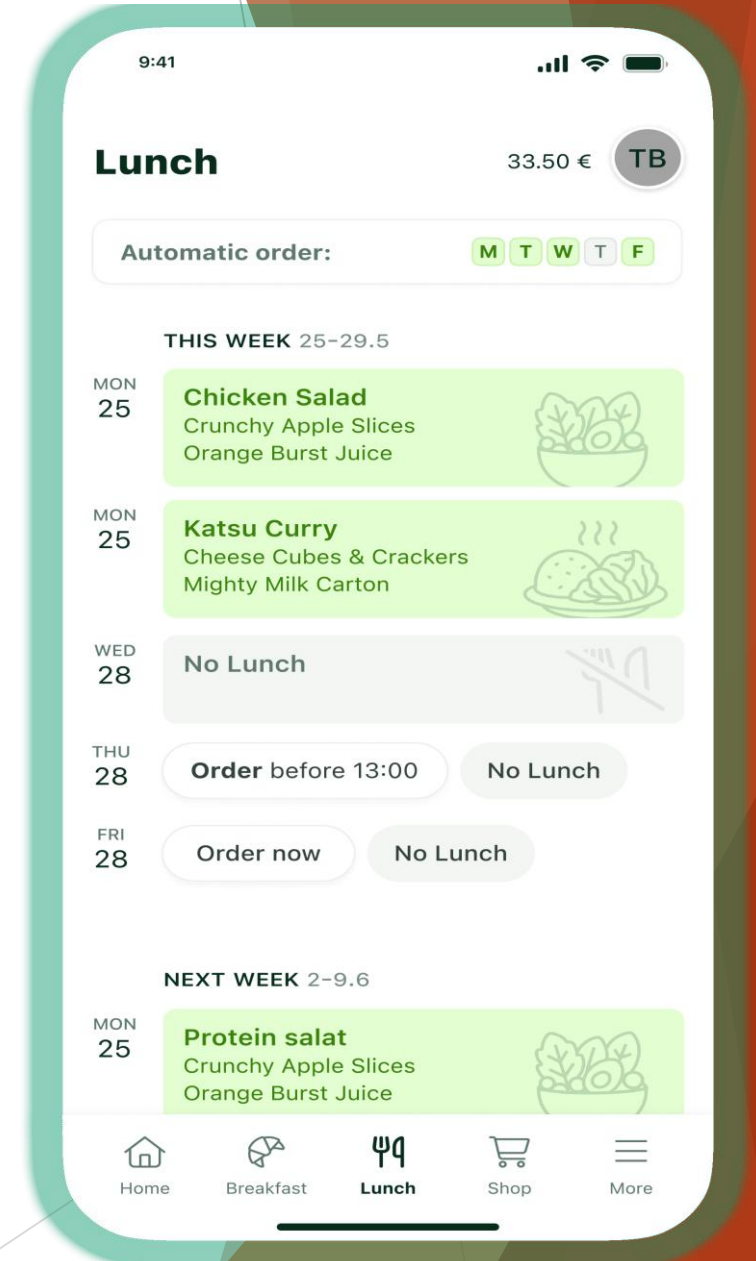 9:41
Lunch
33.50 €
TB
Automatic order:
M T W T F
THIS WEEK 25-29.5
MON
25
Chicken Salad
Crunchy Apple Slices
Orange Burst Juice
MON
25
Katsu Curry
Cheese Cubes & Crackers
Mighty Milk Carton
WED
28
No Lunch
THU
28
Order before 13:00
No Lunch
FRI
28
Order now
No Lunch
NEXT WEEK 2-9.6
MON
25
Protein salat
Crunchy Apple Slices
Orange Burst Juice
Home
Breakfast
Lunch
Shop
More